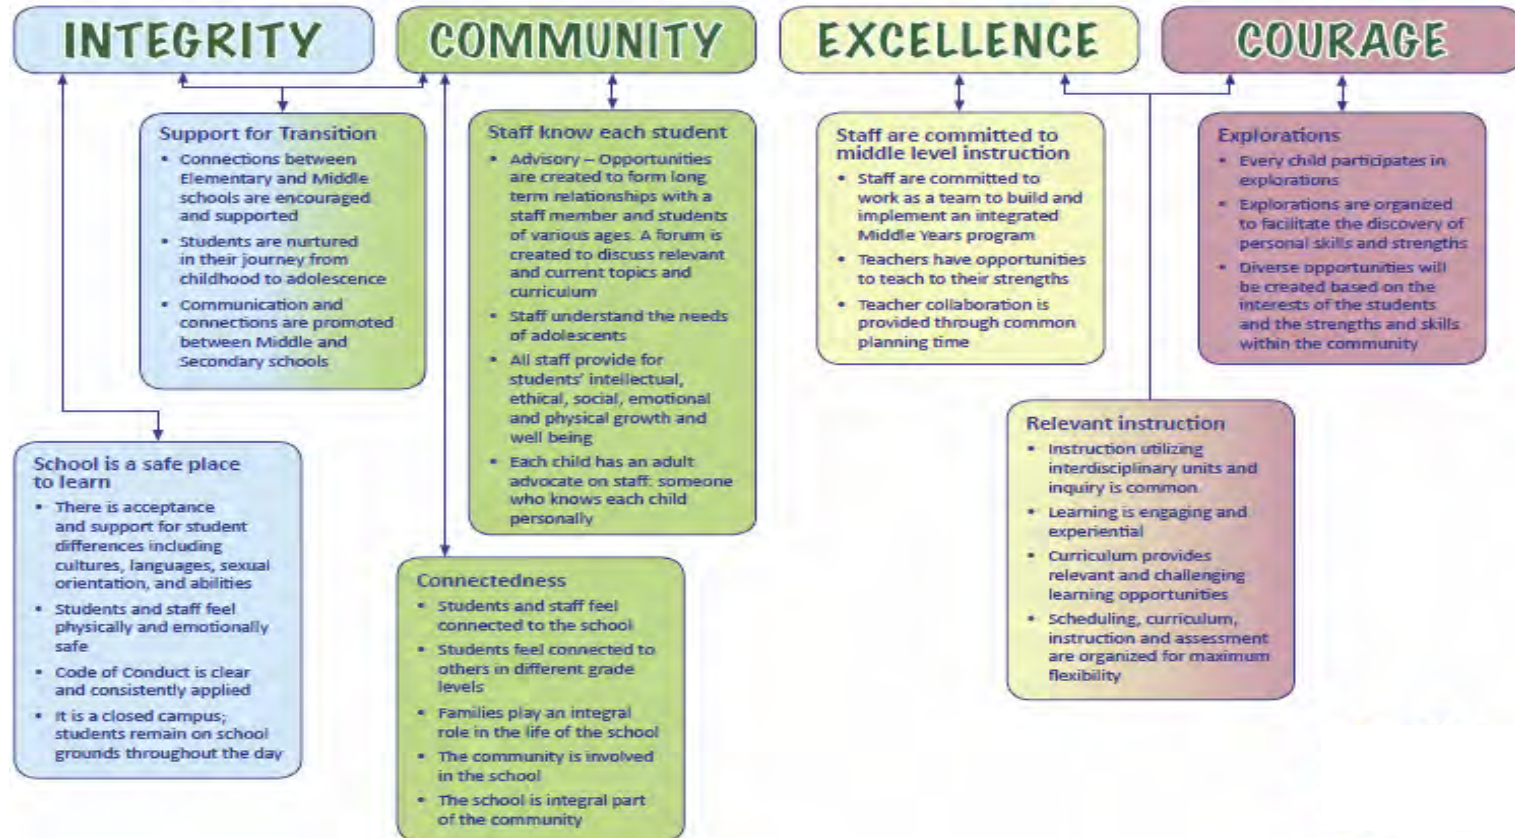 INTEGRITY
COMMUNITY
EXCELLENCE
COURAGE
Support for Transition
• Connections between
Elementary and Middle
schools are encouraged
and supported
• Students are nurtured
in their journey from
childhood to adolescence
• Communication and
connections are promoted
between Middle and
Secondary schools
School is a safe place
to learn
• There is acceptance
and support for student
differences including
cultures, languages, sexual
orientation, and abilities
• Students and staff feel
physically and emotionally
safe
• Code of Conduct is clear
and consistently applied
• It is a closed campus;
students remain on school
grounds throughout the day
Staff know each student
• Advisory – Opportunities
are created to form long
term relationships with a
staff member and students
of various ages. A forum is
created to discuss relevant
and current topics and
curriculum
• Staff understand the needs
of adolescents
• All staff provide for
students' intellectual,
ethical, social, emotional
and physical growth and
well being
• Each child has an adult
advocate on staff: someone
who knows each child
personally
Connectedness
• Students and staff feel
connected to the school
• Students feel connected to
others in different grade
levels
• Families play an integral
role in the life of the school
• The community is involved
in the school
• The school is integral part
of the community
Staff are committed to
middle level instruction
• Staff are committed to
work as a team to build and
implement an integrated
Middle Years program
• Teachers have opportunities
to teach to their strengths
• Teacher collaboration is
provided through common
planning time
Explorations
• Every child participates in
explorations
• Explorations are organized
to facilitate the discovery of
personal skills and strengths
• Diverse opportunities will
be created based on the
interests of the students
and the strengths and skills
within the community
Relevant instruction
• Instruction utilizing
interdisciplinary units and
inquiry is common
• Learning is engaging and
experiential
• Curriculum provides
relevant and challenging
learning opportunities
• Scheduling, curriculum,
instruction and assessment
are organized for maximum
flexibility